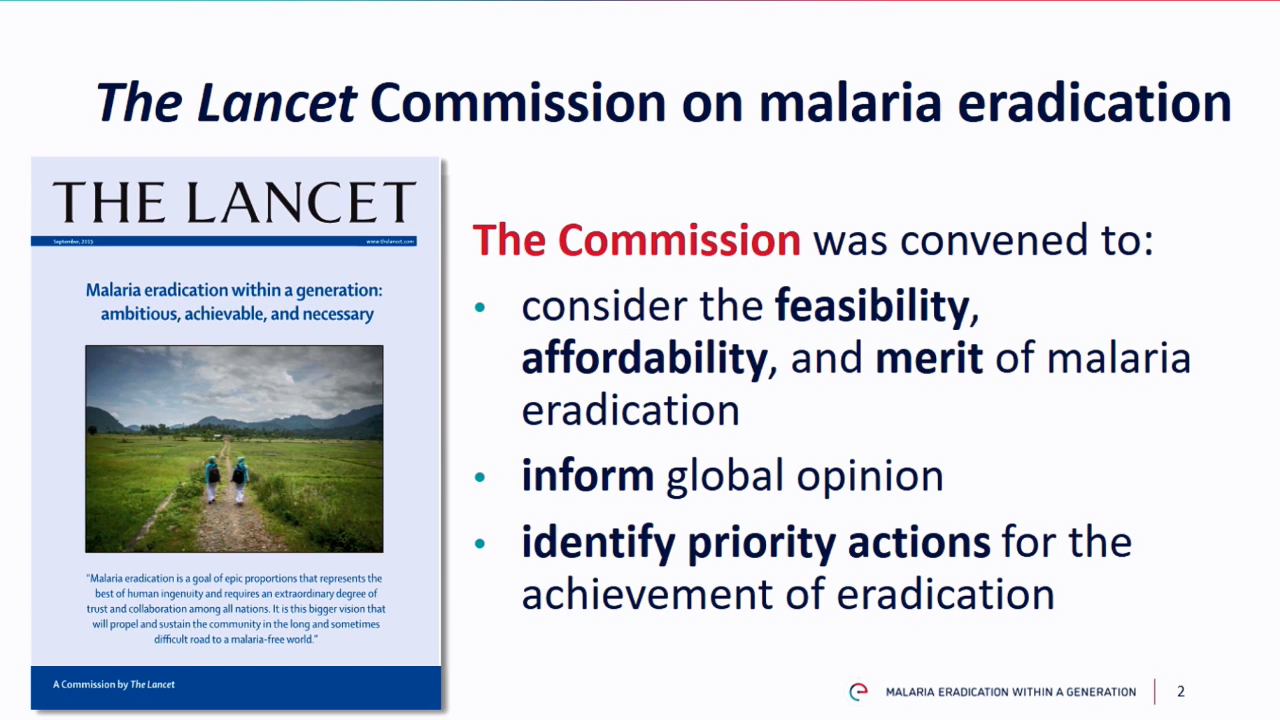 The Lancet Commission on malaria eradication
THE LANCET
September, 2019
www.thelancet.com
Malaria eradication within a generation:
ambitious, achievable, and necessary
"Malaria eradication is a goal of epic proportions that represents the
best of human ingenuity and requires an extraordinary degree of
trust and collaboration among all nations. It is this bigger vision that
will propel and sustain the community in the long and sometimes
difficult road to a malaria-free world."
A Commission by The Lancet
The Commission was convened to:
• consider the feasibility,
affordability, and merit of malaria
eradication
• inform global opinion
• identify priority actions for the
achievement of eradication
MALARIA ERADICATION WITHIN A GENERATION
2